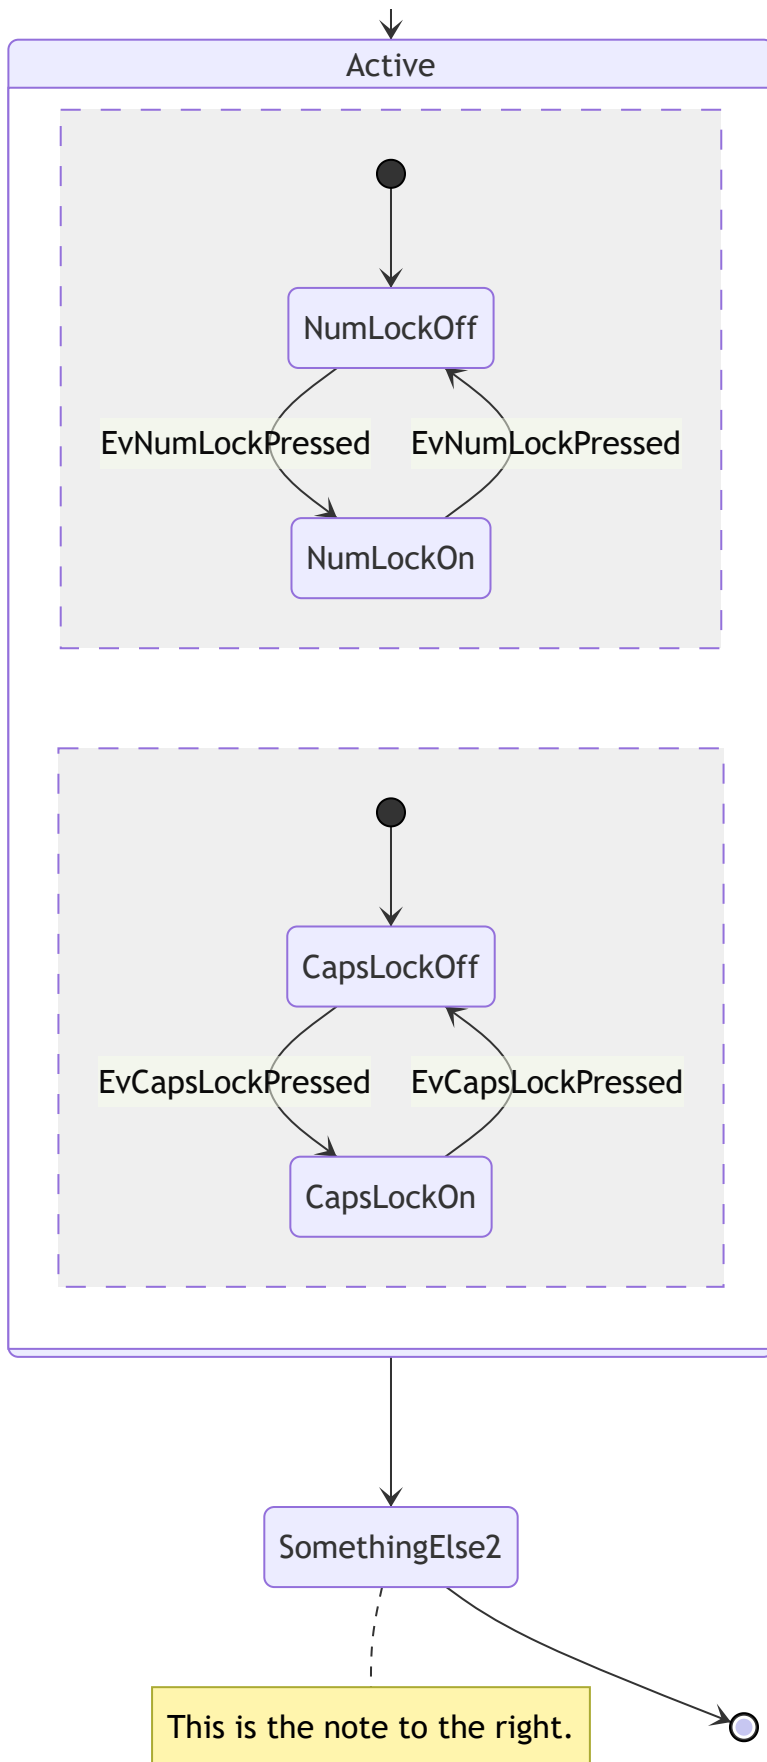 Active
NumLockOff
EvNumLockPressed
EvNumLockPressed
NumLockOn
CapsLockOff
EvCapsLockPressed
EvCapsLockPressed
CapsLockOn
SomethingElse2
This is the note to the right.